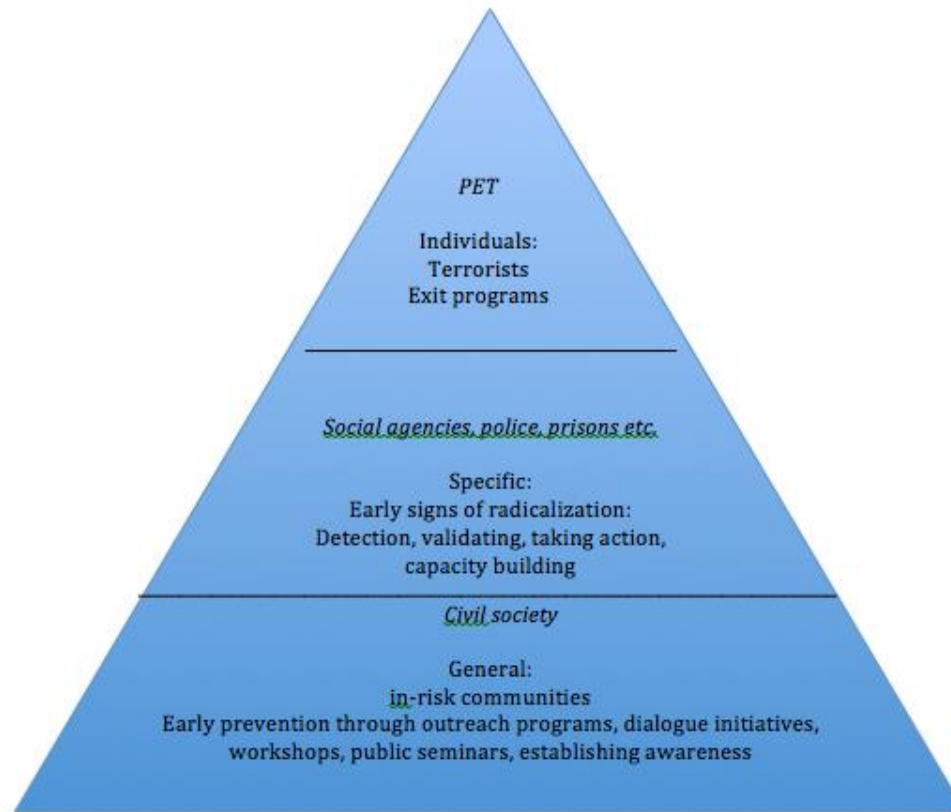 PET
Individuals:
Terrorists
Exit programs
Social agencies, police, prisons etc.
Specific:
Early signs of radicalization:
Detection, validating, taking action,
capacity building
Civil society
General:
in-risk communities
Early prevention through outreach programs, dialogue initiatives,
workshops, public seminars, establishing awareness